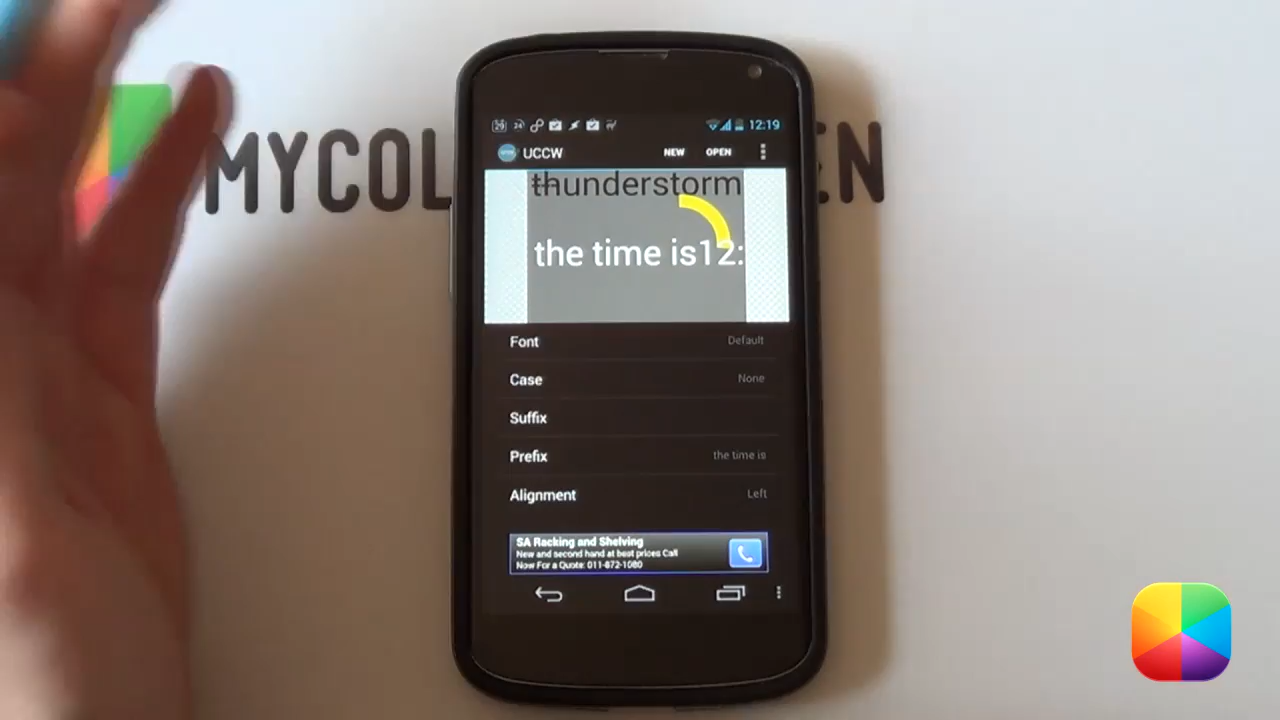 MYCOL
EN
12:19
UCCW
NEW
OPEN
thunderstorm
the time is12:
Font
Default
Case
None
Suffix
Prefix
the time is
Alignment
Left
SA Racking and Shelving
New and second hand at best prices Call
Now For a Quote: 011-872-1080